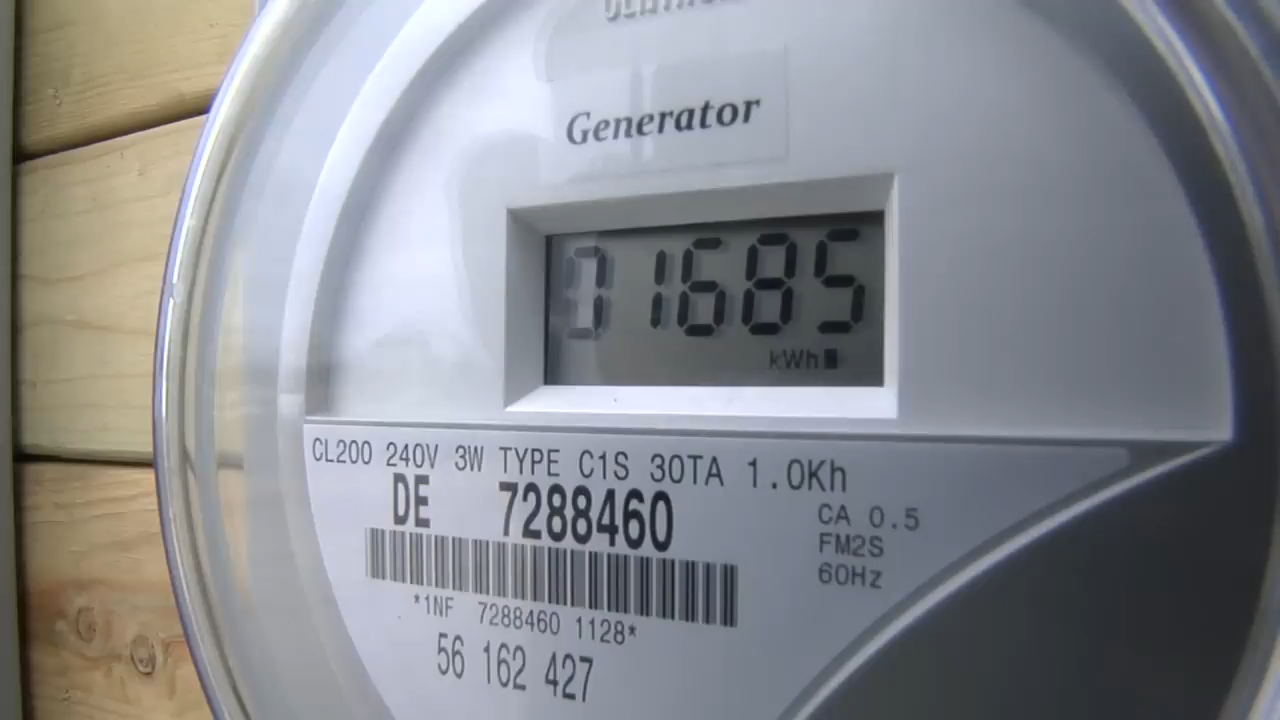 Generator
01685
kWh
CL200 240V 3W TYPE C1S 30TA 1.0Kh
DE 7288460
CA 0.5
FM2S
60Hz
*1NF 7288460 1128*
56 162 427